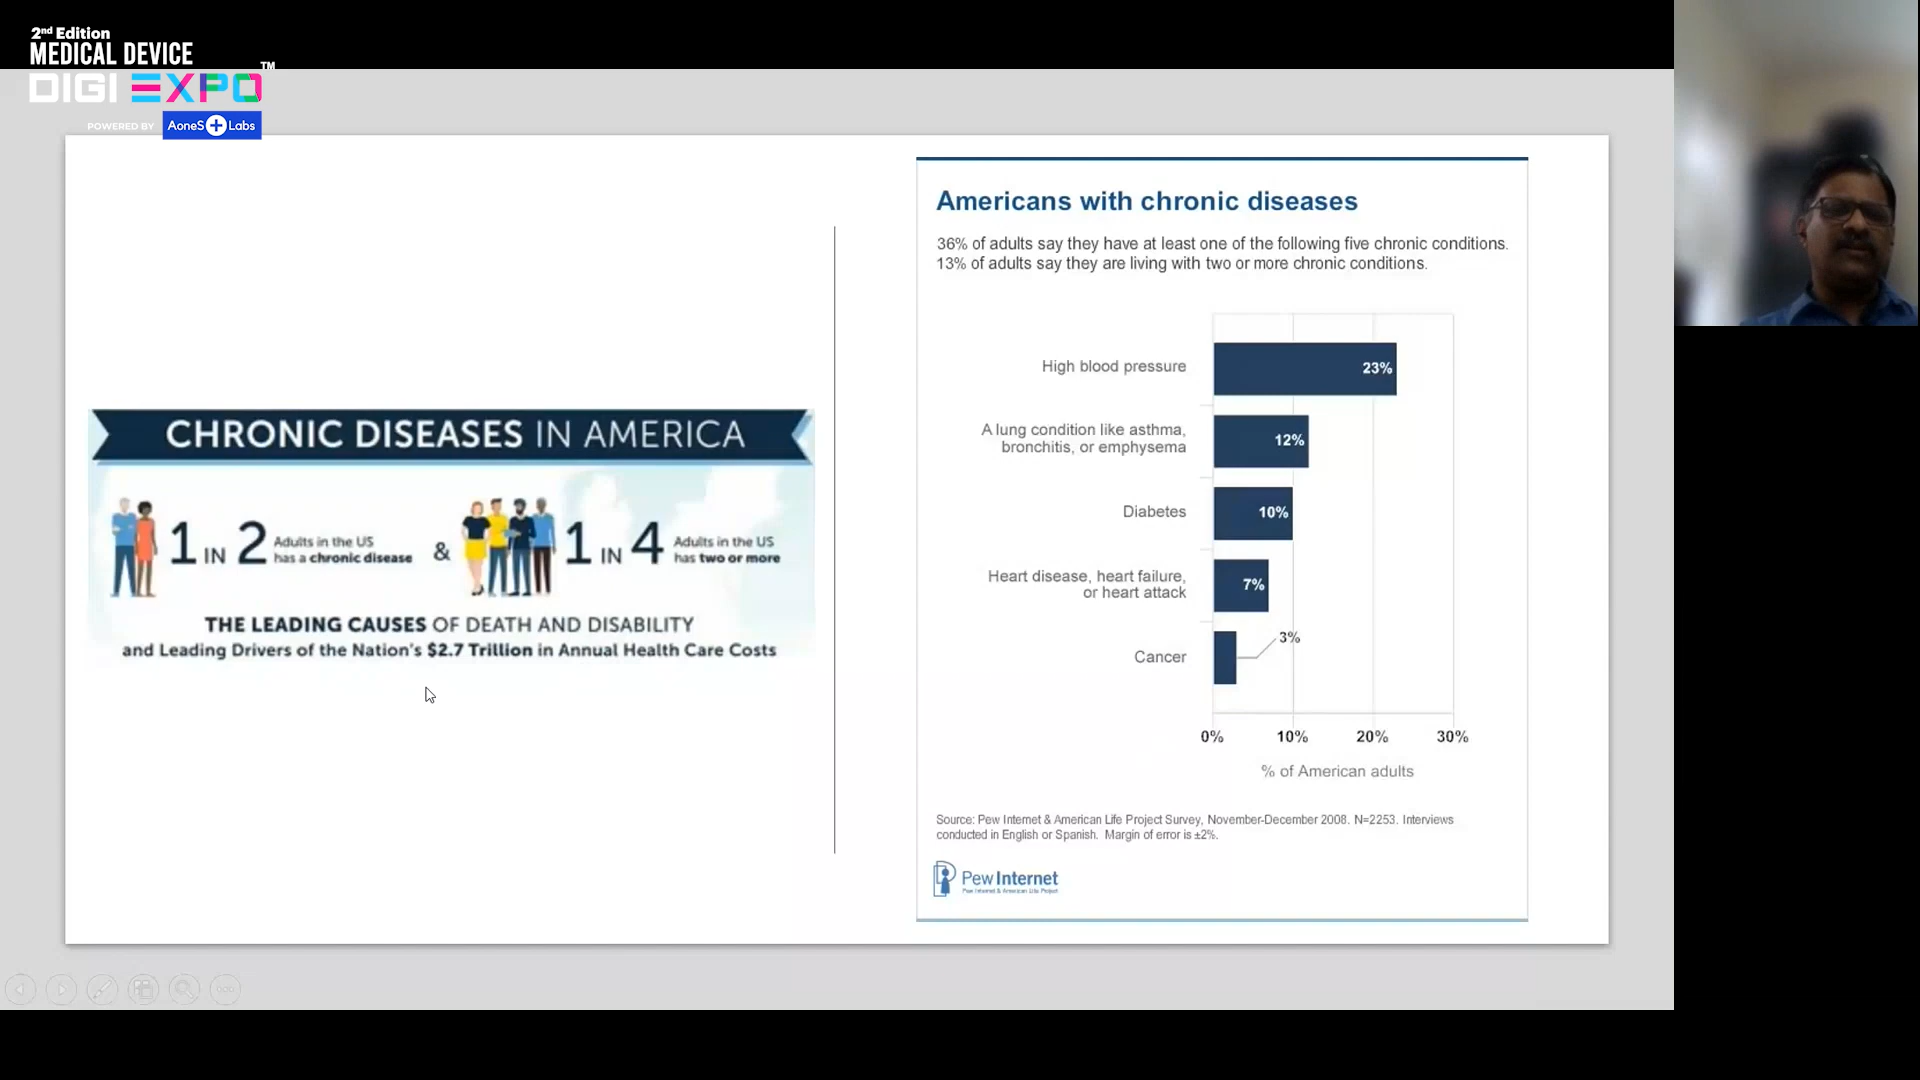 2nd Edition
MEDICAL DEVICE
DIGI EXPO™
POWERED BY AoneS Labs
CHRONIC DISEASES IN AMERICA
1 IN 2 Adults in the US has a chronic disease
&
1 IN 4 Adults in the US has two or more
THE LEADING CAUSES OF DEATH AND DISABILITY
and Leading Drivers of the Nation's $2.7 Trillion in Annual Health Care Costs
Americans with chronic diseases
36% of adults say they have at least one of the following five chronic conditions.
13% of adults say they are living with two or more chronic conditions.
High blood pressure
23%
A lung condition like asthma,
bronchitis, or emphysema
12%
Diabetes
10%
Heart disease, heart failure,
or heart attack
7%
Cancer
3%
0% 10% 20% 30%
% of American adults
Source: Pew Internet & American Life Project Survey, November-December 2008. N=2253. Interviews
conducted in English or Spanish. Margin of error is ±2%.
Pew Internet
Pew Internet & American Life Project